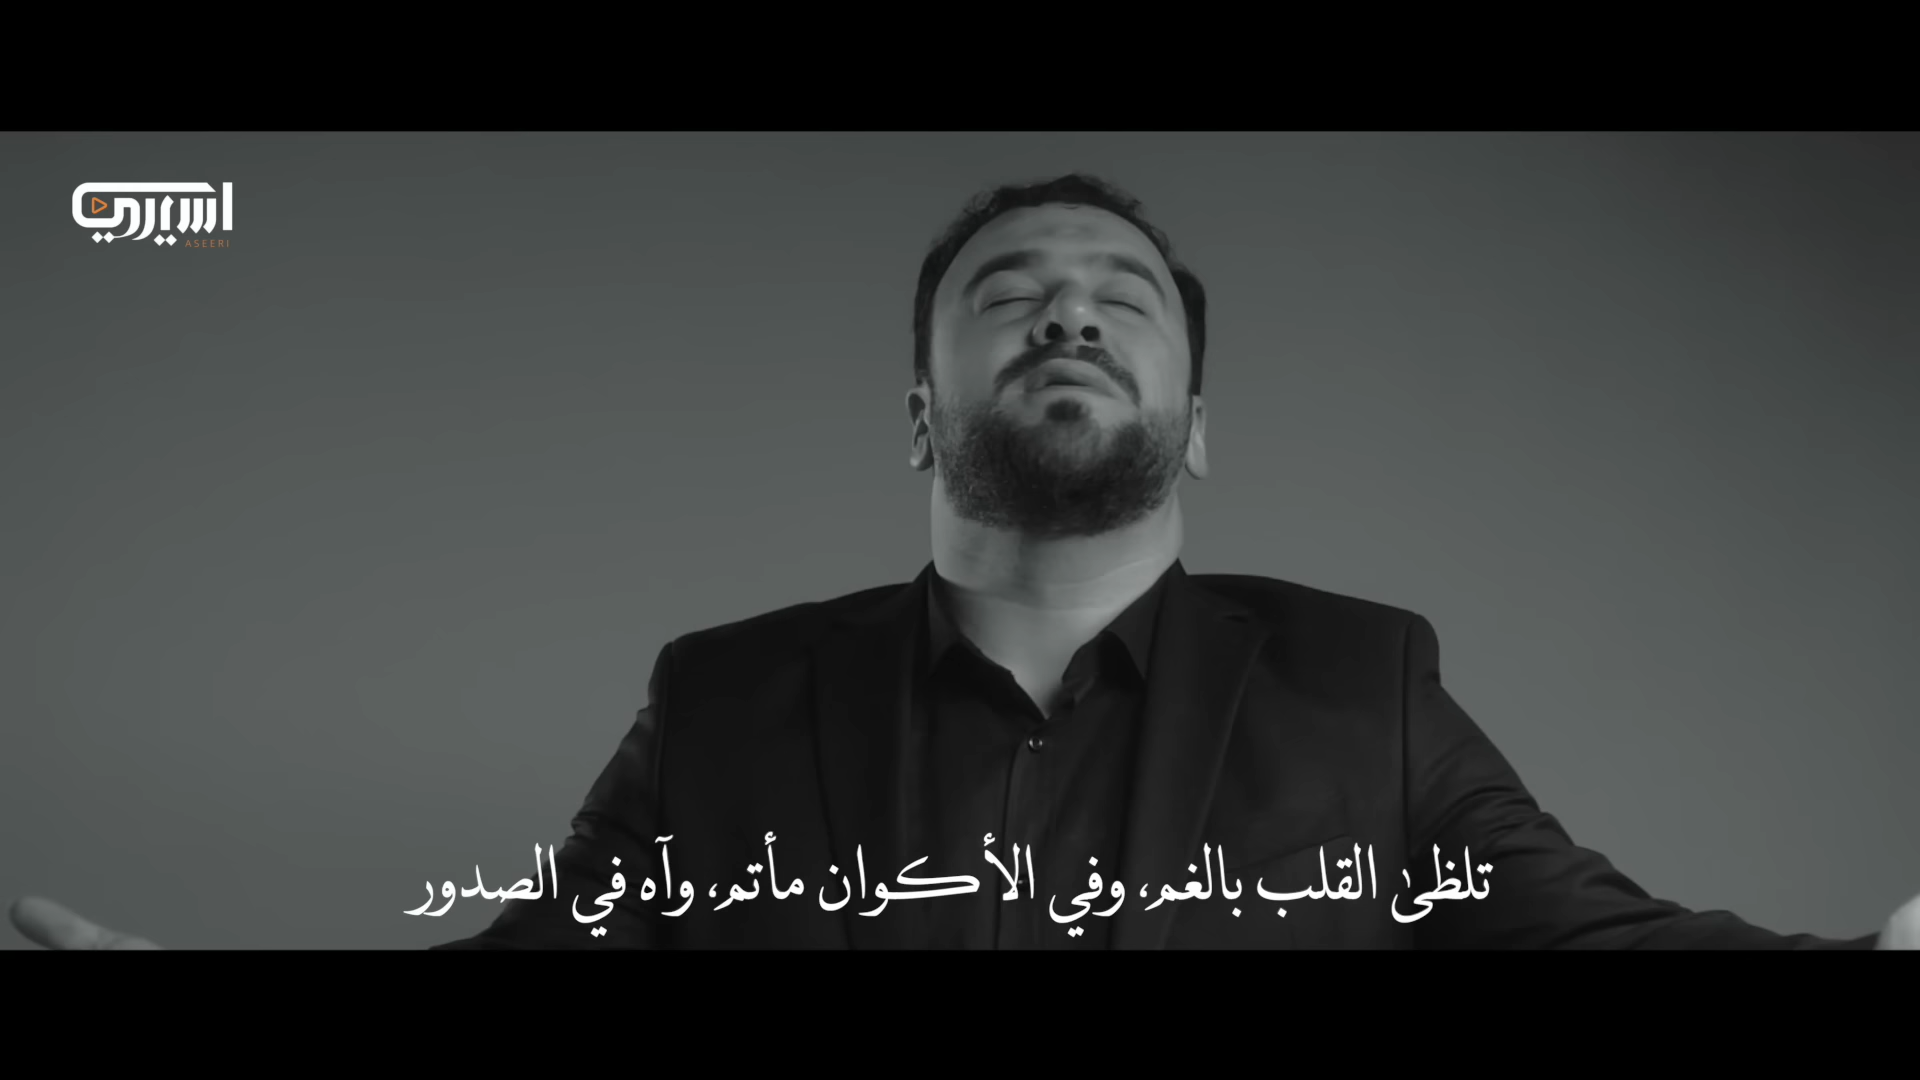 اسيري
ASEERI
تلظىٰ القلب بالغم، وفي الأكوان مأتم، وآه في الصدور